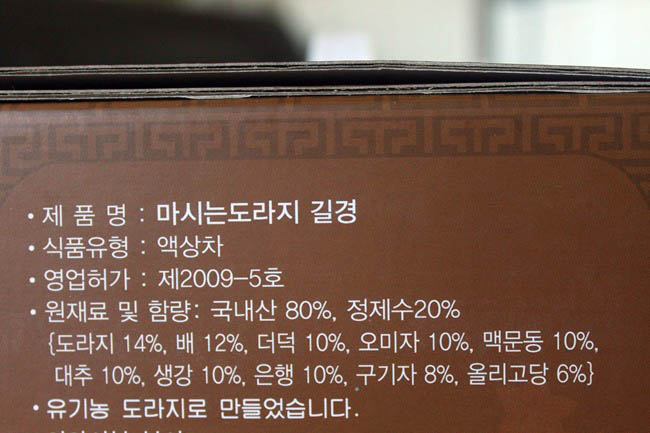 · 제 품 명 : 마시는도라지 길경
· 식품유형 : 액상차
· 영업허가 : 제2009-5호
· 원재료 및 함량: 국내산 80%, 정제수20%
{도라지 14%, 배 12%, 더덕 10%, 오미자 10%, 맥문동 10%,
대추 10%, 생강 10%, 은행 10%, 구기자 8%, 올리고당 6%}
· 유기농 도라지로 만들었습니다.